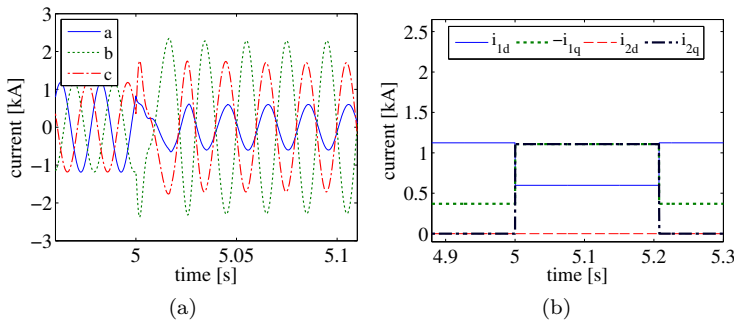 3
2
1
0
−1
−2
−3
current [kA]
a
b
c
5
5.05
5.1
time [s]
(a)
2.5
2
1.5
1
0.5
0
current [kA]
i1d −i1q i2d i2q
4.9
5
5.1
5.2
5.3
time [s]
(b)